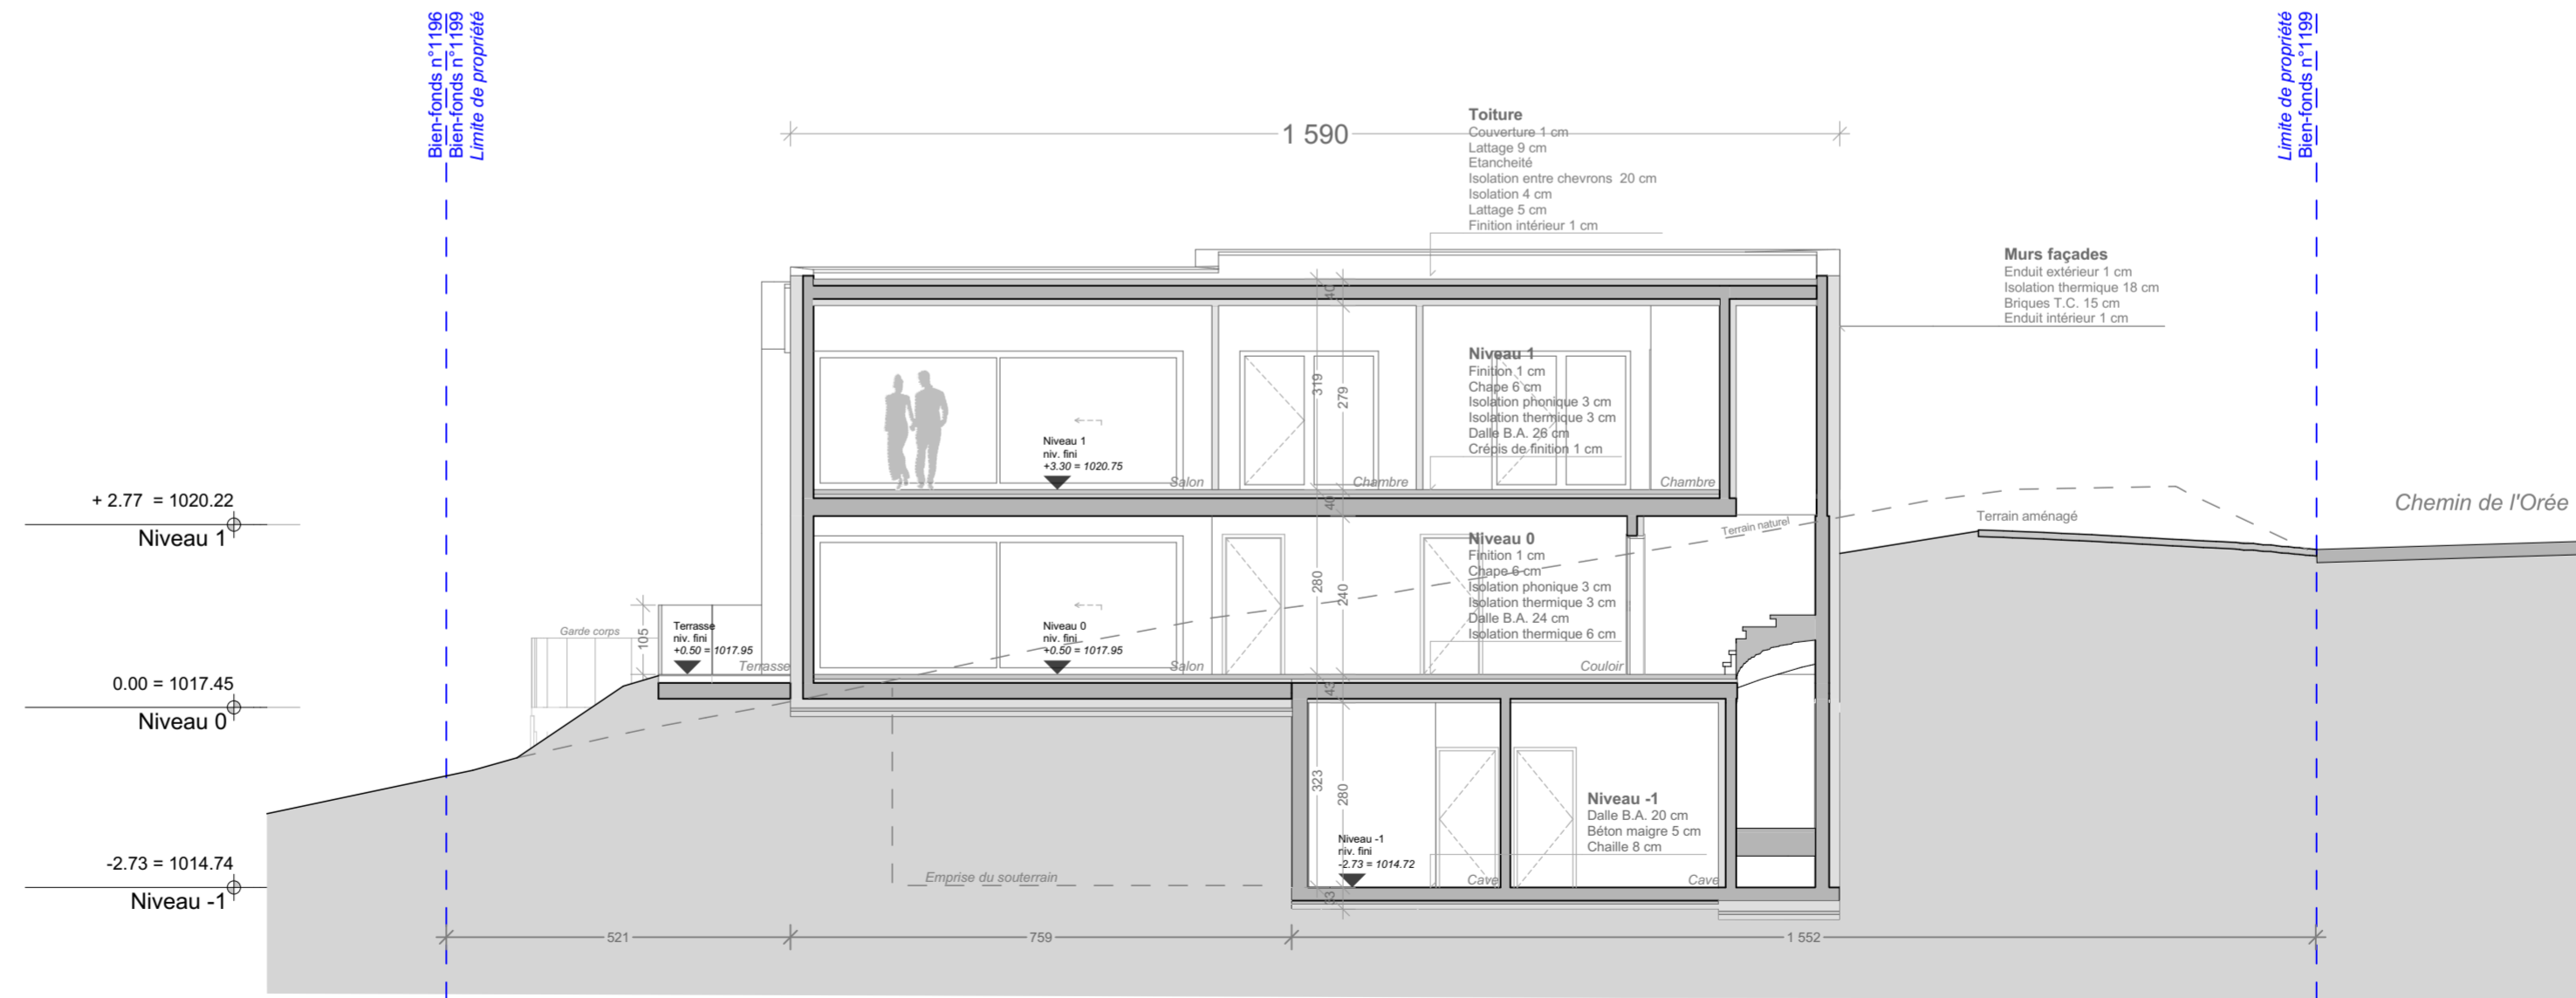 Bien-fonds n°1196
Bien-fonds n°1199
Limite de propriété
Limite de propriété
Bien-fonds n°1199
1 590
Toiture
Couverture 1 cm
Lattage 9 cm
Etancheité
Isolation entre chevrons 20 cm
Isolation 4 cm
Lattage 5 cm
Finition intérieur 1 cm
Murs façades
Enduit extérieur 1 cm
Isolation thermique 18 cm
Briques T.C. 15 cm
Enduit intérieur 1 cm
40
319
279
Niveau 1
Finition 1 cm
Chape 6 cm
Isolation phonique 3 cm
Isolation thermique 3 cm
Dalle B.A. 26 cm
Crépis de finition 1 cm
Niveau 1
niv. fini
+3.30 = 1020.75
Salon
Chambre
Chambre
+ 2.77 = 1020.22
Niveau 1
40
Chemin de l'Orée
Terrain aménagé
Terrain naturel
Niveau 0
Finition 1 cm
Chape 6 cm
Isolation phonique 3 cm
Isolation thermique 3 cm
Dalle B.A. 24 cm
Isolation thermique 6 cm
280
240
Garde corps
105
Terrasse
niv. fini
+0.50 = 1017.95
Terrasse
Niveau 0
niv. fini
+0.50 = 1017.95
Salon
Couloir
0.00 = 1017.45
Niveau 0
43
323
280
Niveau -1
Dalle B.A. 20 cm
Béton maigre 5 cm
Chaille 8 cm
Niveau -1
niv. fini
-2.73 = 1014.72
Cave
Cave
-2.73 = 1014.74
Niveau -1
Emprise du souterrain
33
521
759
1 552